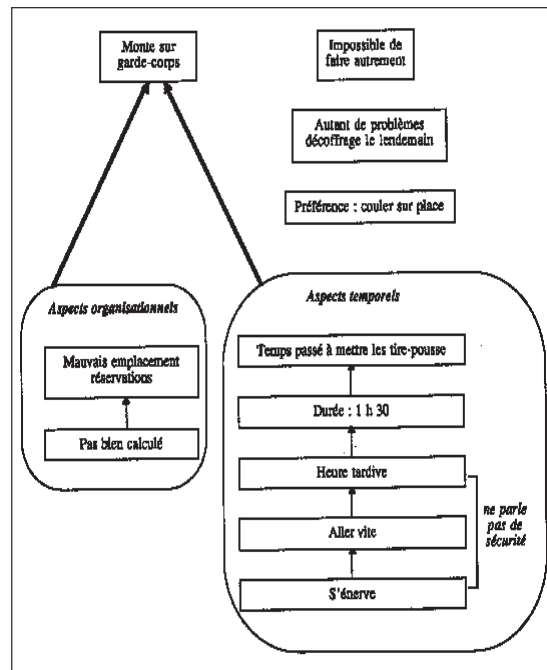 Monte sur
garde-corps
Impossible de
faire autrement
Autant de problèmes
décoffrage le lendemain
Préférence : couler sur place
Aspects organisationnels
Mauvais emplacement
réservations
Pas bien calculé
Aspects temporels
Temps passé à mettre les tire-pousse
Durée : 1 h 30
Heure tardive
Aller vite
S'énerve
ne parle
pas de
sécurité